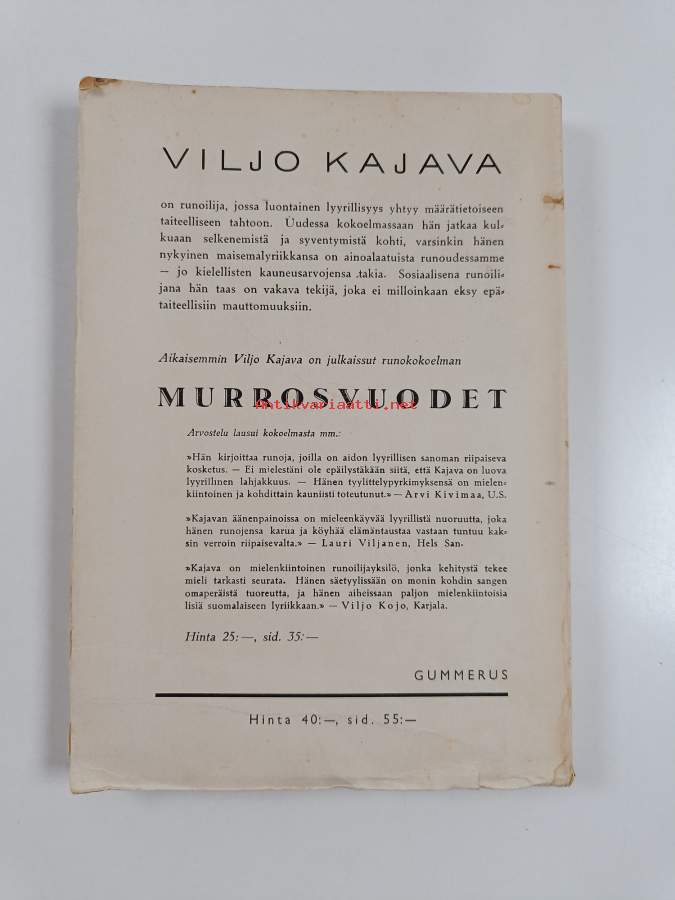 VILJO KAJAVA
on runoilija, jossa luontainen lyyrillisyys yhtyy määrätietoiseen
taiteelliseen tahtoon. Uudessa kokoelmassaan hän jatkaa kul-
kuaan selkenemistä ja syventymistä kohti, varsinkin hänen
nykyinen maisemalyriikkansa on ainoalaatuista runoudessamme
— jo kielellisten kauneusarvojensa takia. Sosiaalisena runoili-
jana hän taas on vakava tekijä, joka ei milloinkaan eksy epä-
taiteellisiin mauttomuuksiin.
Aikaisemmin Viljo Kajava on julkaissut runokokoelman
MURROSVUODET
antikvariaatti.net
Arvostelu lausui kokoelmasta mm.:
»Hän kirjoittaa runoja, joilla on aidon lyyrillisen sanoman riipaiseva
kosketus. — Ei mielestäni ole epäilystäkään siitä, että Kajava on luova
lyyrillinen lahjakkuus. — Hänen tyylittelypyrkimyksensä on mielen-
kiintoinen ja kohdittain kauniisti toteutunut.» — Arvi Kivimaa, U.S.
»Kajavan äänenpainoissa on mieleenkäyvää lyyrillistä nuoruutta, joka
hänen runojensa karua ja köyhää elämäntaustaa vastaan tuntuu kak-
sin verroin riipaisevalta.» — Lauri Viljanen, Hels San.
»Kajava on mielenkiintoinen runoilijayksilö, jonka kehitystä tekee
mieli tarkasti seurata. Hänen säetyylissään on monin kohdin sangen
omaperäistä tuoreutta, ja hänen aiheissaan paljon mielenkiintoisia
lisiä suomalaiseen lyriikkaan.» — Viljo Kojo, Karjala.
Hinta 25:—, sid. 35:—
GUMMERUS
Hinta 40:—, sid. 55:—